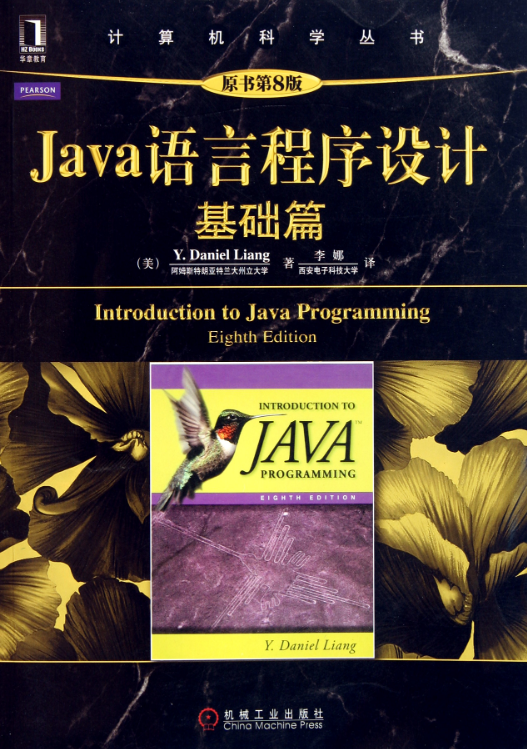 计算机科学丛书
HZ Books
华章教育
PEARSON
原书第8版
Java语言程序设计
基础篇
(美) Y. Daniel Liang 著 李娜 译
阿姆斯特朗亚特兰大州立大学 西安电子科技大学
Introduction to Java Programming
Eighth Edition
INTRODUCTION TO
JAVA™
PROGRAMMING
EIGHTH EDITION
Y. Daniel Liang
机械工业出版社
China Machine Press